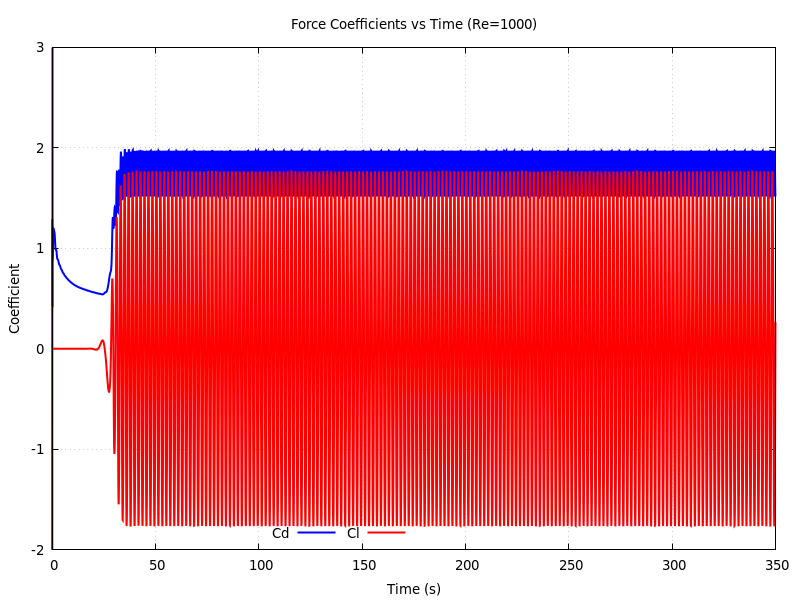 Force Coefficients vs Time (Re=1000)
3
2
1
0
-1
-2
Coefficient
Cd
Cl
0 50 100 150 200 250 300 350
Time (s)